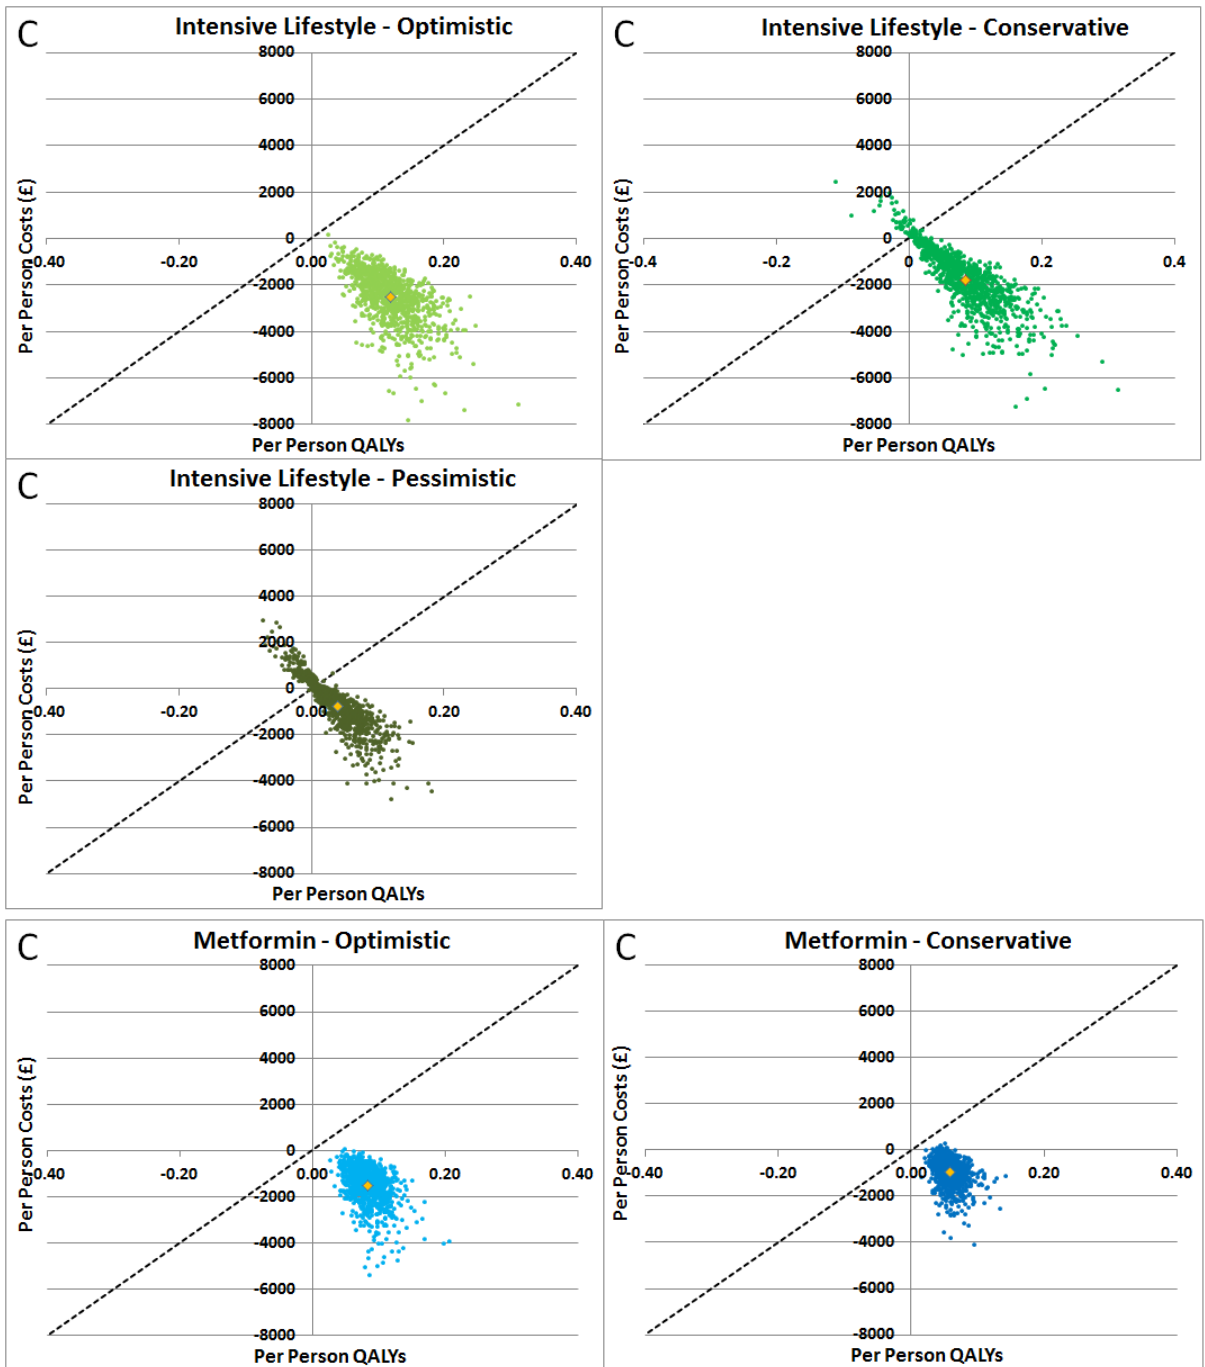 C
Intensive Lifestyle - Optimistic
8000
6000
4000
2000
0
-0.40 -0.20 0.00 0.20 0.40
-2000
-4000
-6000
-8000
Per Person Costs (£)
Per Person QALYs
C
Intensive Lifestyle - Conservative
8000
6000
4000
2000
0
-0.4 -0.2 0 0.2 0.4
-2000
-4000
-6000
-8000
Per Person Costs (£)
Per Person QALYs
C
Intensive Lifestyle - Pessimistic
8000
6000
4000
2000
0
-0.40 -0.20 0.00 0.20 0.40
-2000
-4000
-6000
-8000
Per Person Costs (£)
Per Person QALYs
C
Metformin - Optimistic
8000
6000
4000
2000
0
-0.40 -0.20 0.00 0.20 0.40
-2000
-4000
-6000
-8000
Per Person Costs (£)
Per Person QALYs
C
Metformin - Conservative
8000
6000
4000
2000
0
-0.40 -0.20 0.00 0.20 0.40
-2000
-4000
-6000
-8000
Per Person Costs (£)
Per Person QALYs